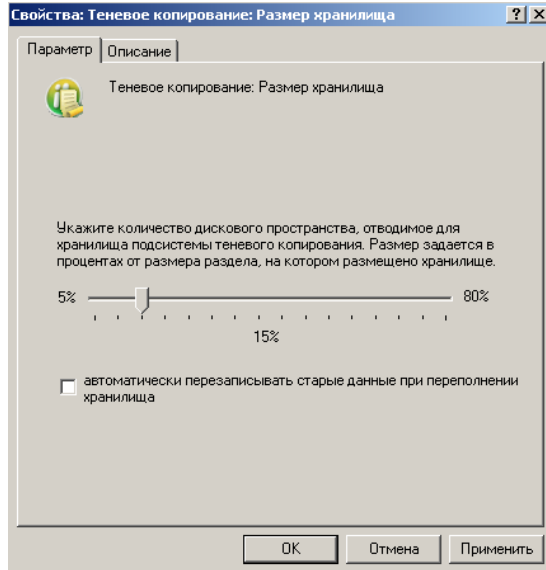 Свойства: Теневое копирование: Размер хранилища
Параметр Описание
Теневое копирование: Размер хранилища
Укажите количество дискового пространства, отводимое для
хранилища подсистемы теневого копирования. Размер задается в
процентах от размера раздела, на котором размещено хранилище.
5% 80%
15%
автоматически перезаписывать старые данные при переполнении
хранилища
OK Отмена Применить